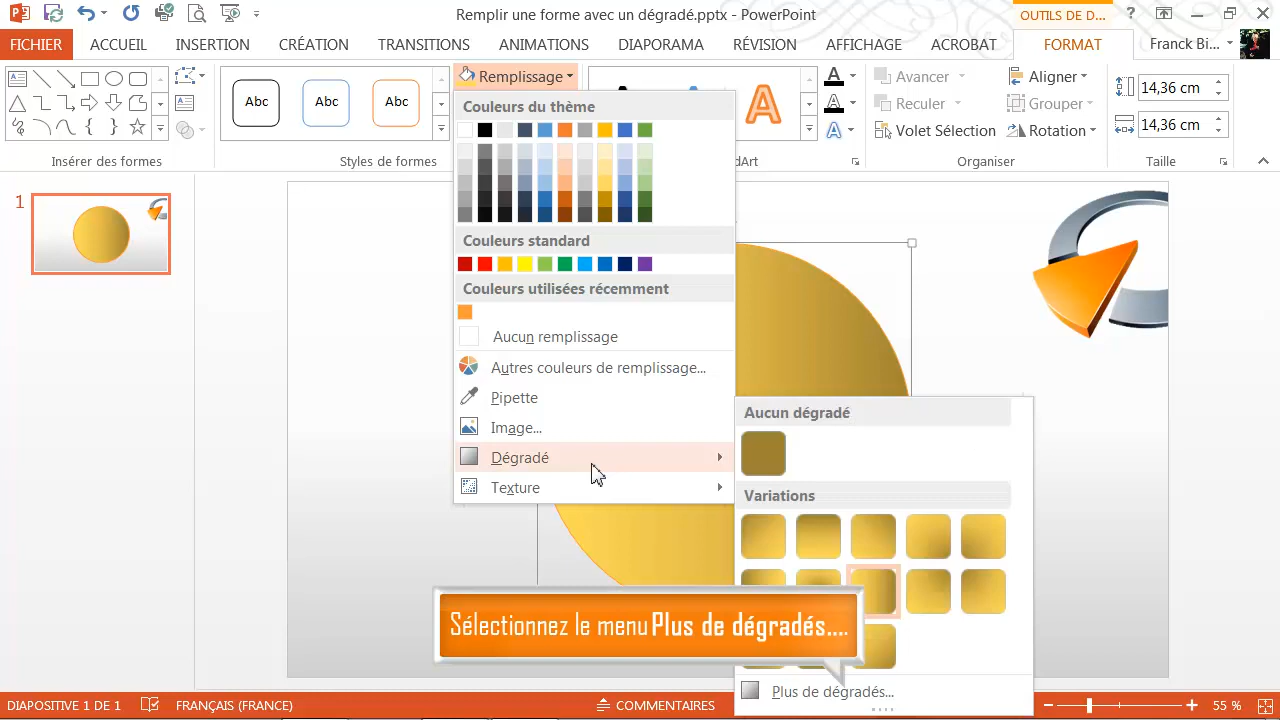 Remplir une forme avec un dégradé.pptx - PowerPoint
OUTILS DE D...
?
FICHIER
ACCUEIL
INSERTION
CRÉATION
TRANSITIONS
ANIMATIONS
DIAPORAMA
RÉVISION
AFFICHAGE
ACROBAT
FORMAT
Franck Bi...
Abc
Abc
Abc
Remplissage
A
A
A
A
Avancer
Reculer
Volet Sélection
Aligner
Grouper
Rotation
14,36 cm
14,36 cm
Insérer des formes
Styles de formes
dArt
Organiser
Taille
1
Couleurs du thème
Couleurs standard
Couleurs utilisées récemment
Aucun remplissage
Autres couleurs de remplissage...
Pipette
Image...
Dégradé
Texture
Aucun dégradé
Variations
Plus de dégradés...
Sélectionnez le menu Plus de dégradés....
DIAPOSITIVE 1 DE 1
FRANÇAIS (FRANCE)
COMMENTAIRES
55 %